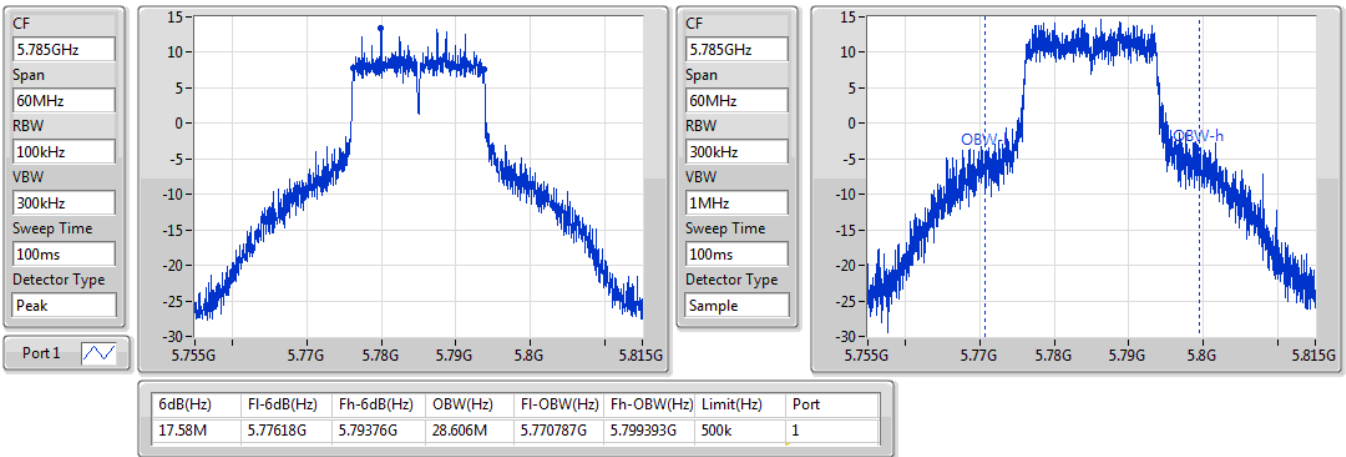 CF
5.785GHz
Span
60MHz
RBW
100kHz
VBW
300kHz
Sweep Time
100ms
Detector Type
Peak
Port 1
15
10
5
0
-5
-10
-15
-20
-25
-30
5.755G 5.77G 5.78G 5.79G 5.8G 5.815G
CF
5.785GHz
Span
60MHz
RBW
300kHz
VBW
1MHz
Sweep Time
100ms
Detector Type
Sample
15
10
5
0
-5
-10
-15
-20
-25
-30
OBW-l OBW-h
5.755G 5.77G 5.78G 5.79G 5.8G 5.815G
6dB(Hz) Fl-6dB(Hz) Fh-6dB(Hz) OBW(Hz) Fl-OBW(Hz) Fh-OBW(Hz) Limit(Hz) Port
17.58M 5.77618G 5.79376G 28.606M 5.770787G 5.799393G 500k 1